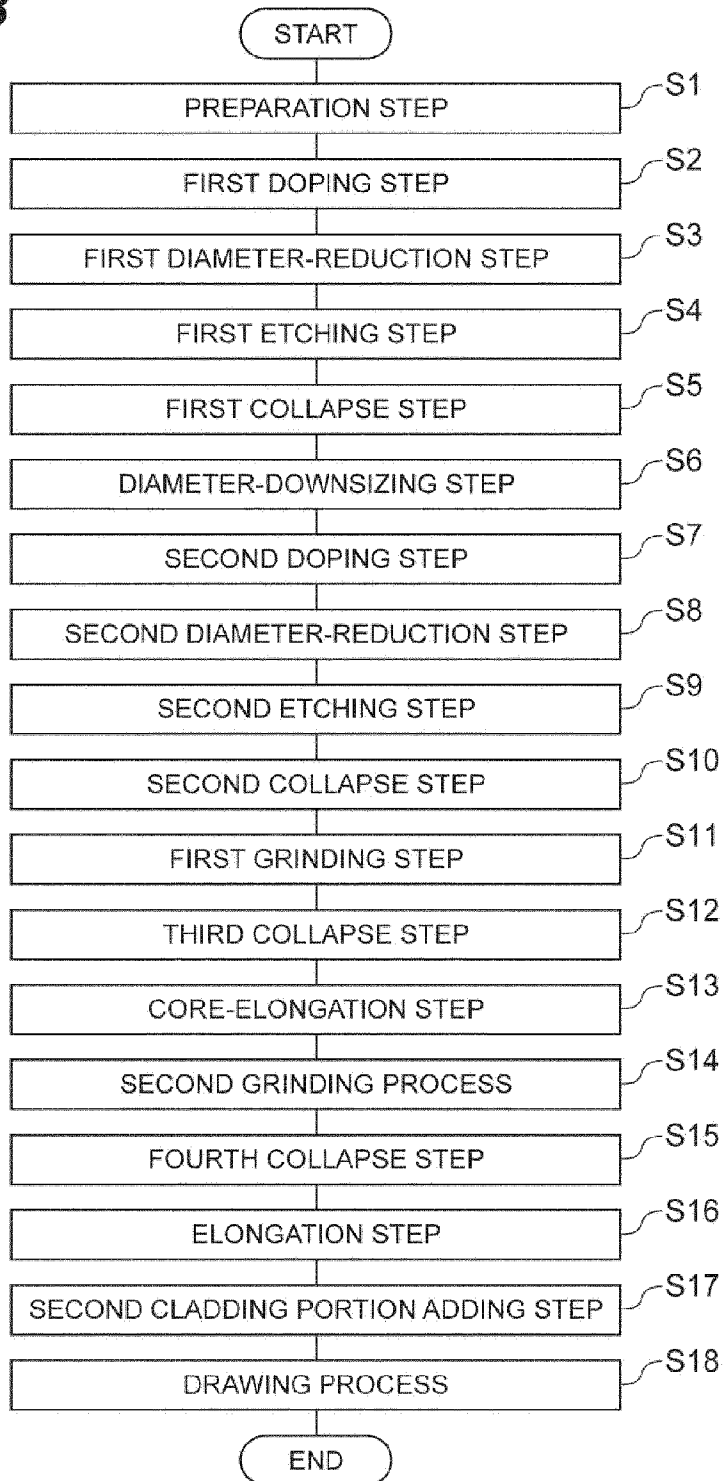 START
PREPARATION STEP S1
FIRST DOPING STEP S2
FIRST DIAMETER-REDUCTION STEP S3
FIRST ETCHING STEP S4
FIRST COLLAPSE STEP S5
DIAMETER-DOWNSIZING STEP S6
SECOND DOPING STEP S7
SECOND DIAMETER-REDUCTION STEP S8
SECOND ETCHING STEP S9
SECOND COLLAPSE STEP S10
FIRST GRINDING STEP S11
THIRD COLLAPSE STEP S12
CORE-ELONGATION STEP S13
SECOND GRINDING PROCESS S14
FOURTH COLLAPSE STEP S15
ELONGATION STEP S16
SECOND CLADDING PORTION ADDING STEP S17
DRAWING PROCESS S18
END